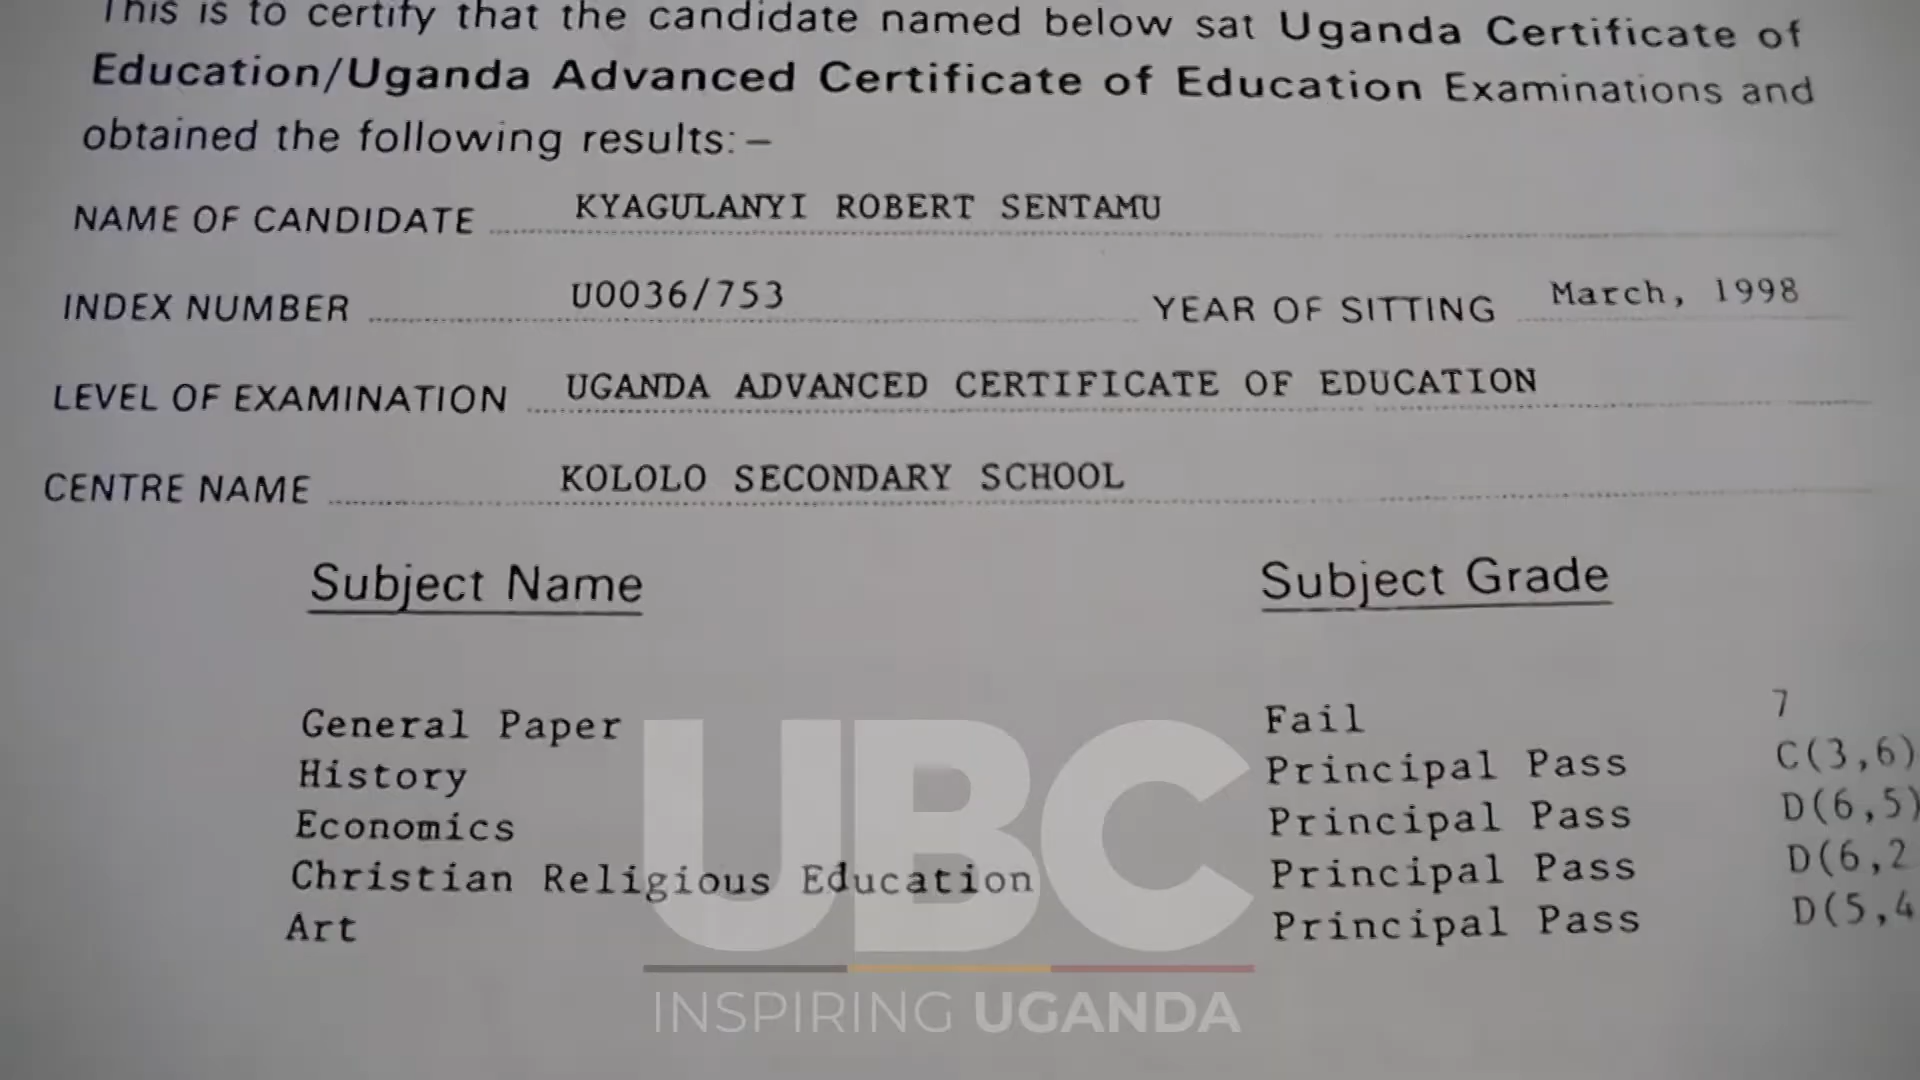 This is to certify that the candidate named below sat Uganda Certificate of
Education/Uganda Advanced Certificate of Education Examinations and
obtained the following results:–
NAME OF CANDIDATE KYAGULANYI ROBERT SENTAMU
INDEX NUMBER U0036/753 YEAR OF SITTING March, 1998
LEVEL OF EXAMINATION UGANDA ADVANCED CERTIFICATE OF EDUCATION
CENTRE NAME KOLOLO SECONDARY SCHOOL
Subject Name Subject Grade
General Paper Fail 7
History Principal Pass C(3,6)
Economics Principal Pass D(6,5)
Christian Religious Education Principal Pass D(6,2
Art Principal Pass D(5,4
UBC
INSPIRING UGANDA